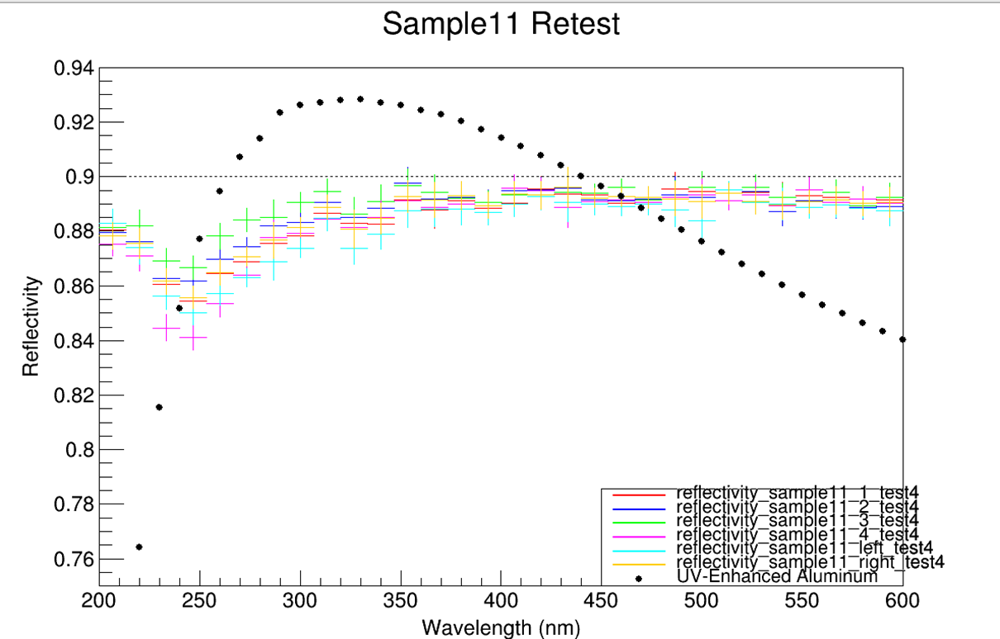 Sample11 Retest
0.94
0.92
0.9
0.88
0.86
0.84
0.82
0.8
0.78
0.76
Reflectivity
reflectivity_sample11_1_test4
reflectivity_sample11_2_test4
reflectivity_sample11_3_test4
reflectivity_sample11_4_test4
reflectivity_sample11_left_test4
reflectivity_sample11_right_test4
UV-Enhanced Aluminum
200 250 300 350 400 450 500 550 600
Wavelength (nm)